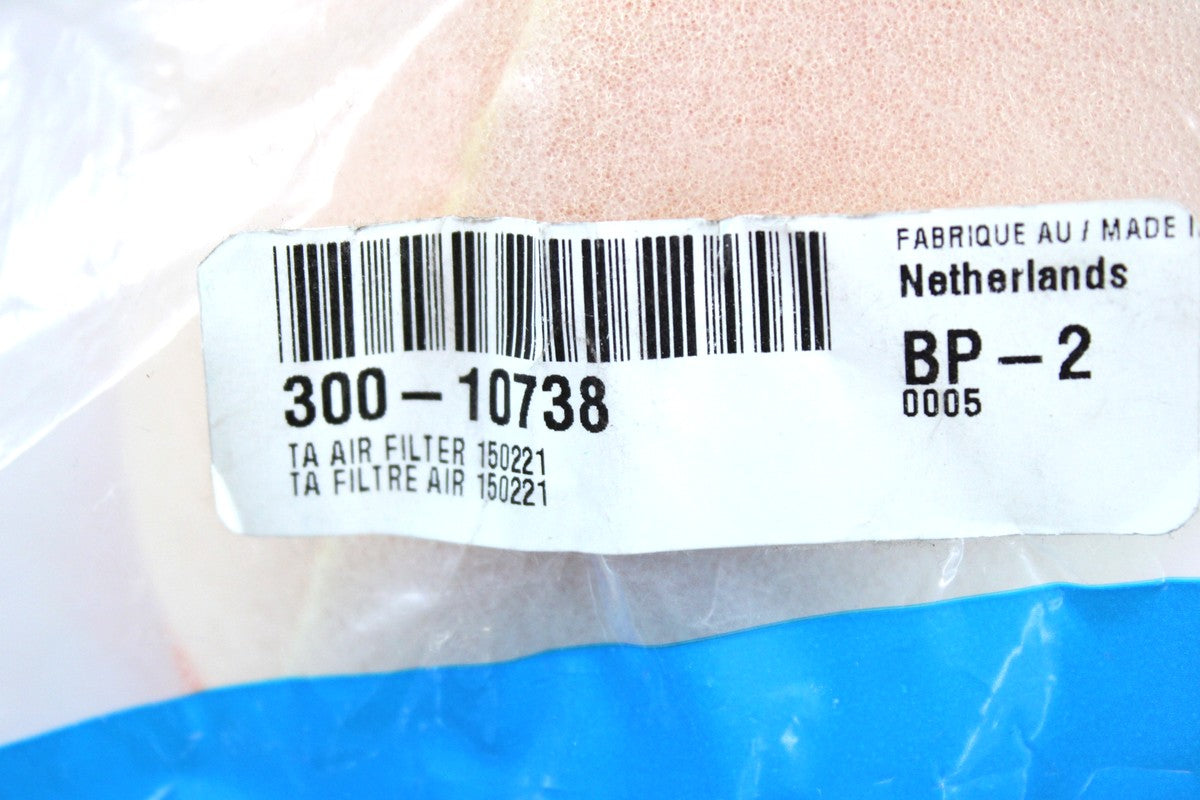 300-10738
TA AIR FILTER 150221
TA FILTRE AIR 150221
FABRIQUE AU / MADE
Netherlands
BP-2
0005